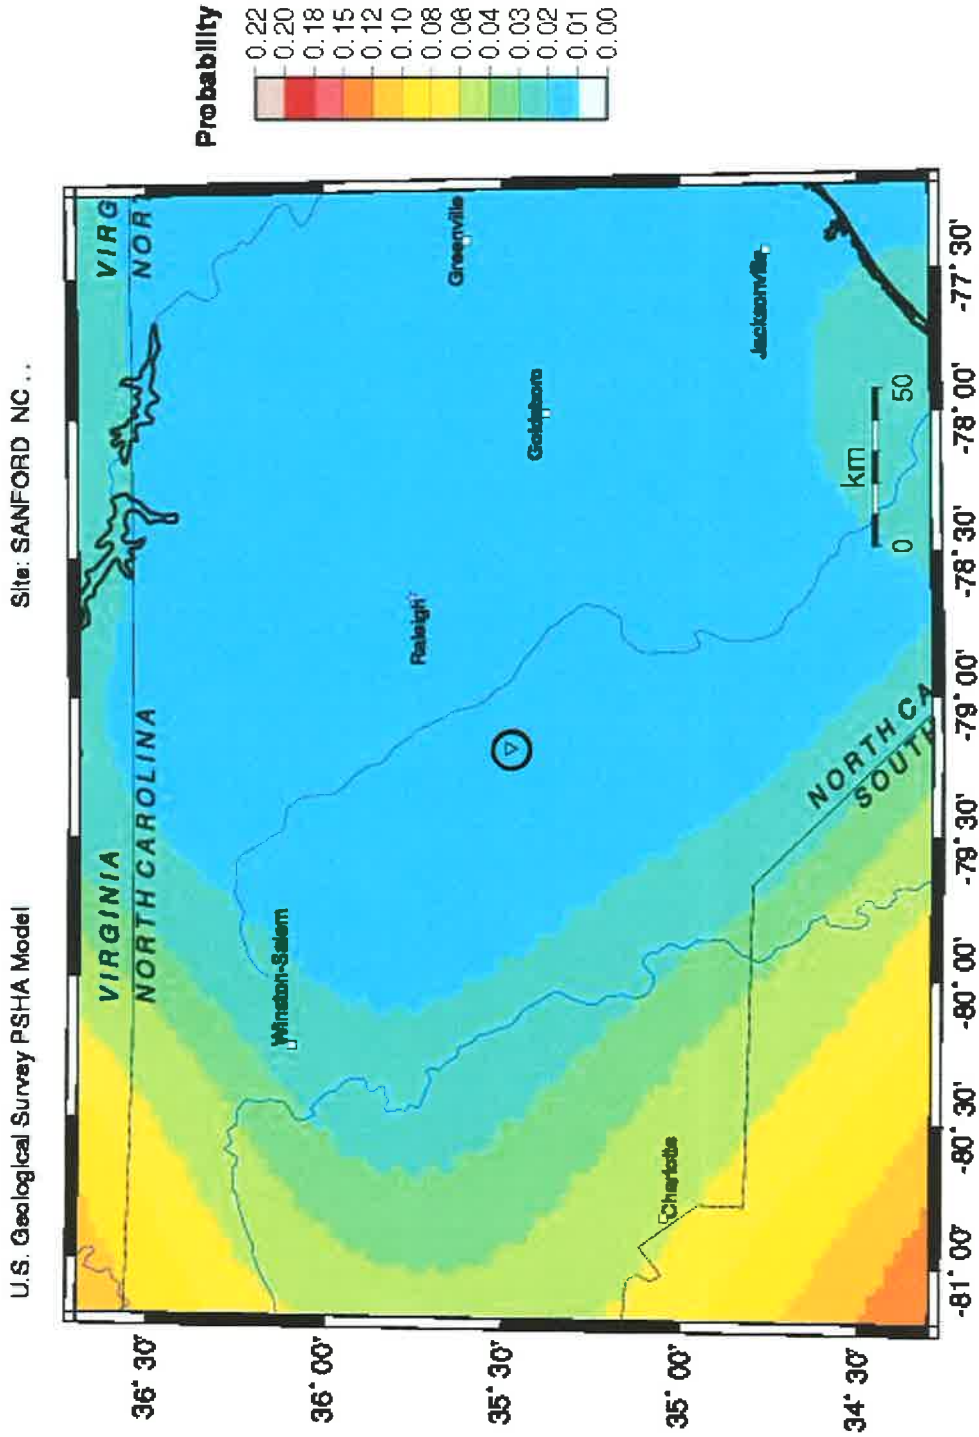 U.S. Geological Survey PSHA Model
Site: SANFORD NC . .
Probability
0.22
0.20
0.18
0.15
0.12
0.10
0.08
0.06
0.04
0.03
0.02
0.01
0.00
VIRGINIA
NORTH CAROLINA
VIRG
NOR
Winston-Salem
Raleigh
Greenville
Goldsboro
Jacksonville
Charlotte
NORTH CA
SOUTH
km
0
50
36° 30'
36° 00'
35° 30'
35° 00'
34° 30'
-81° 00'
-80° 30'
-80° 00'
-79° 30'
-79° 00'
-78° 30'
-78° 00'
-77° 30'